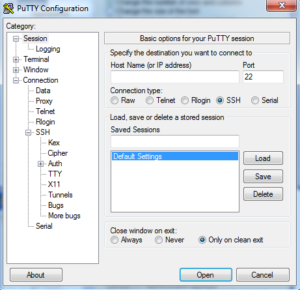 PuTTY Configuration
Category:
Session
Logging
Terminal
Window
Connection
Data
Proxy
Telnet
Rlogin
SSH
Kex
Cipher
Auth
TTY
X11
Tunnels
Bugs
More bugs
Serial
Basic options for your PuTTY session
Specify the destination you want to connect to
Host Name (or IP address) Port
22
Connection type:
Raw Telnet Rlogin SSH Serial
Load, save or delete a stored session
Saved Sessions
Default Settings
Load
Save
Delete
Close window on exit:
Always Never Only on clean exit
About Open Cancel